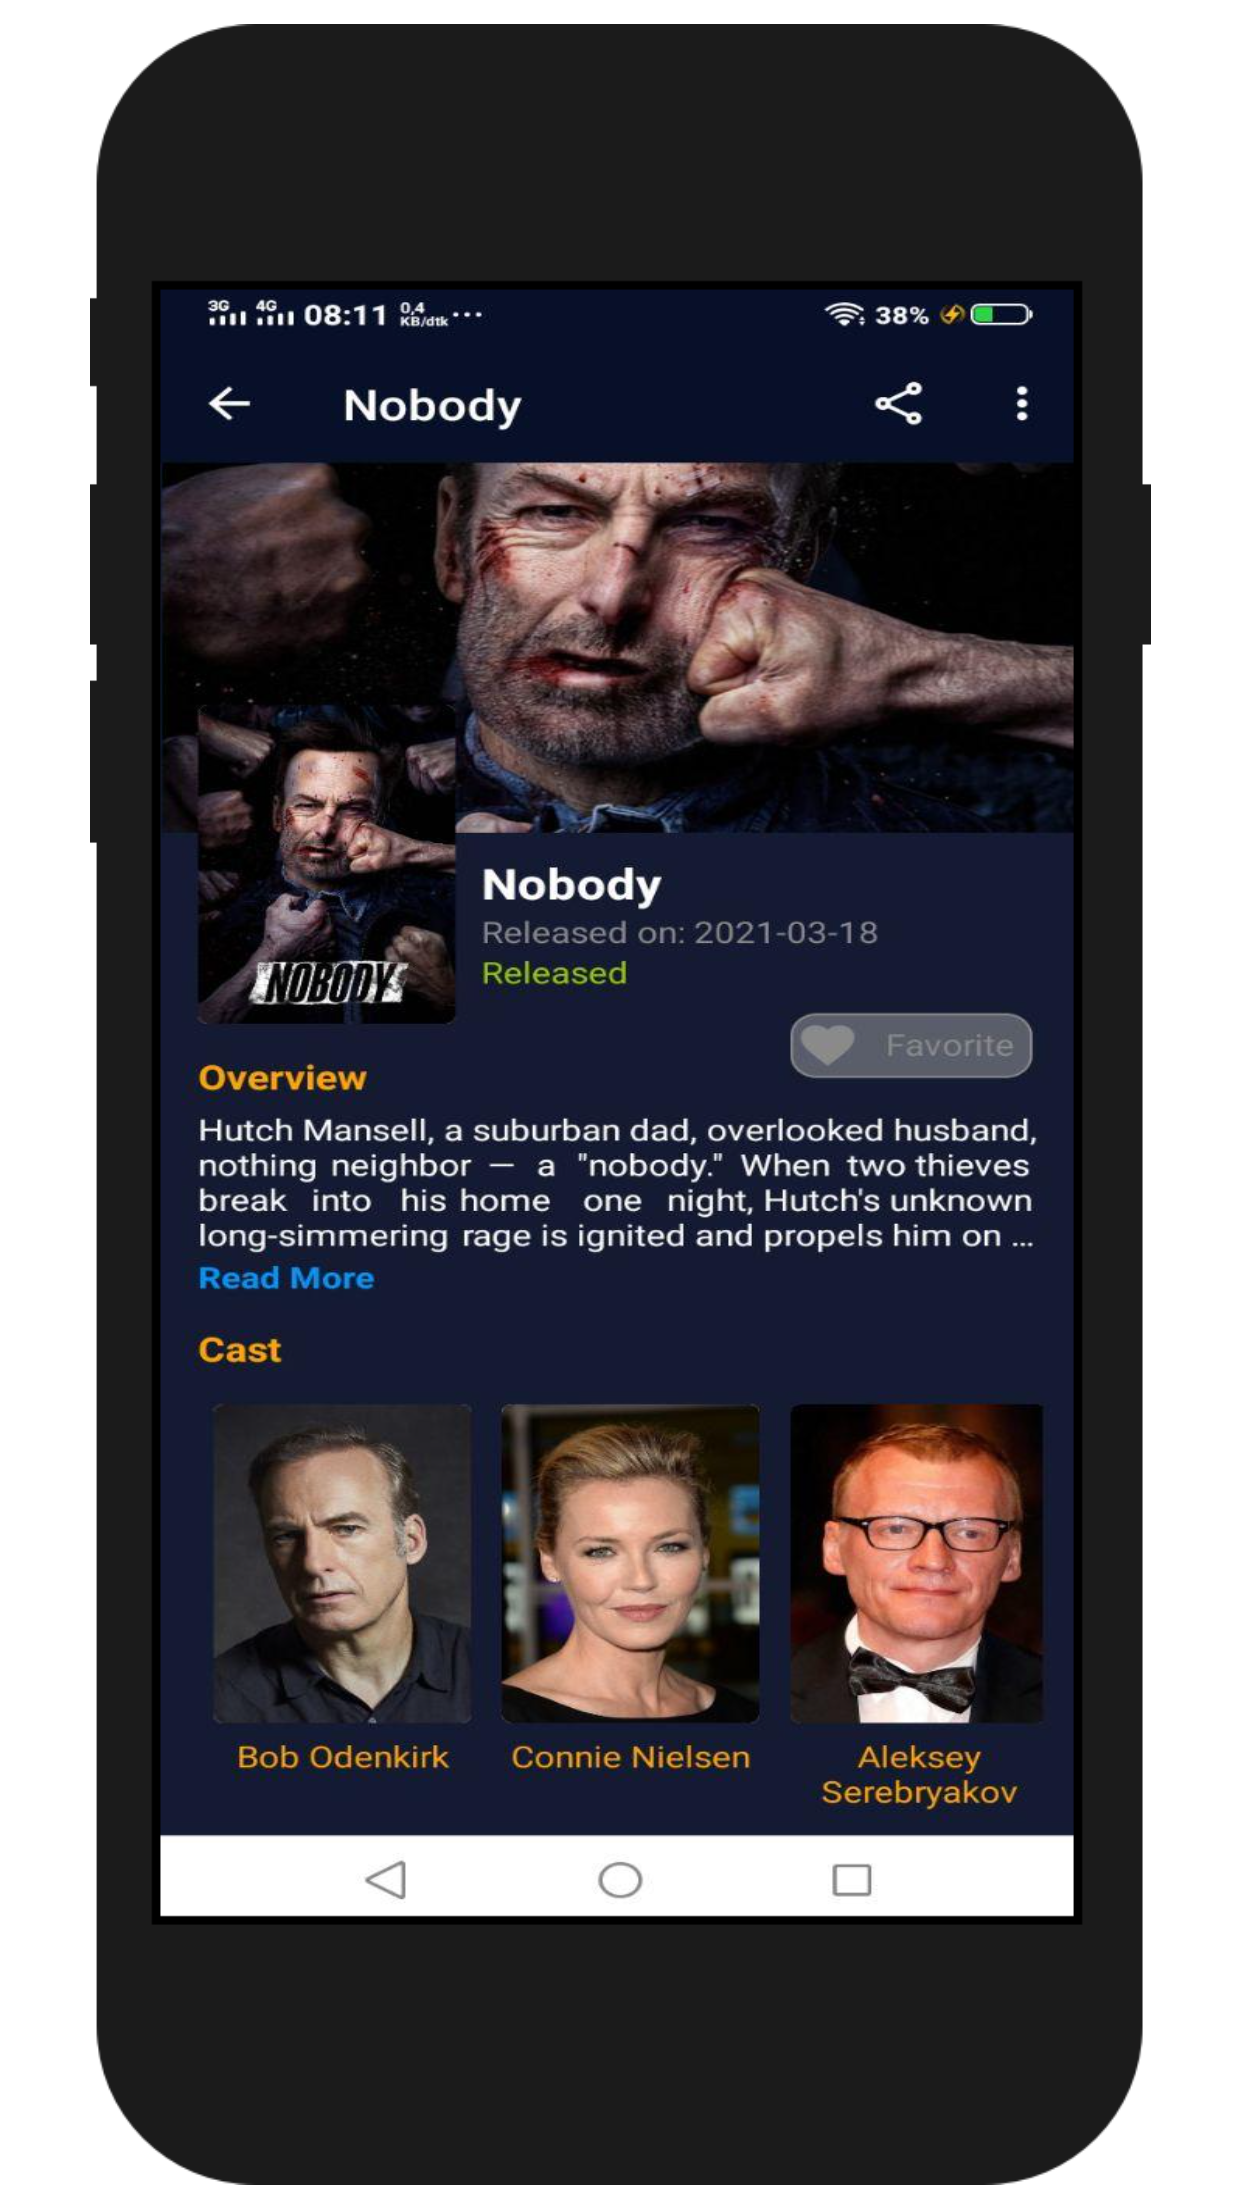 3G 4G 08:11 0,4 KB/dtk ... 38%
Nobody
NOBODY
Nobody
Released on: 2021-03-18
Released
Favorite
Overview
Hutch Mansell, a suburban dad, overlooked husband,
nothing neighbor — a "nobody." When two thieves
break into his home one night, Hutch's unknown
long-simmering rage is ignited and propels him on ...
Read More
Cast
Bob Odenkirk
Connie Nielsen
Aleksey
Serebryakov